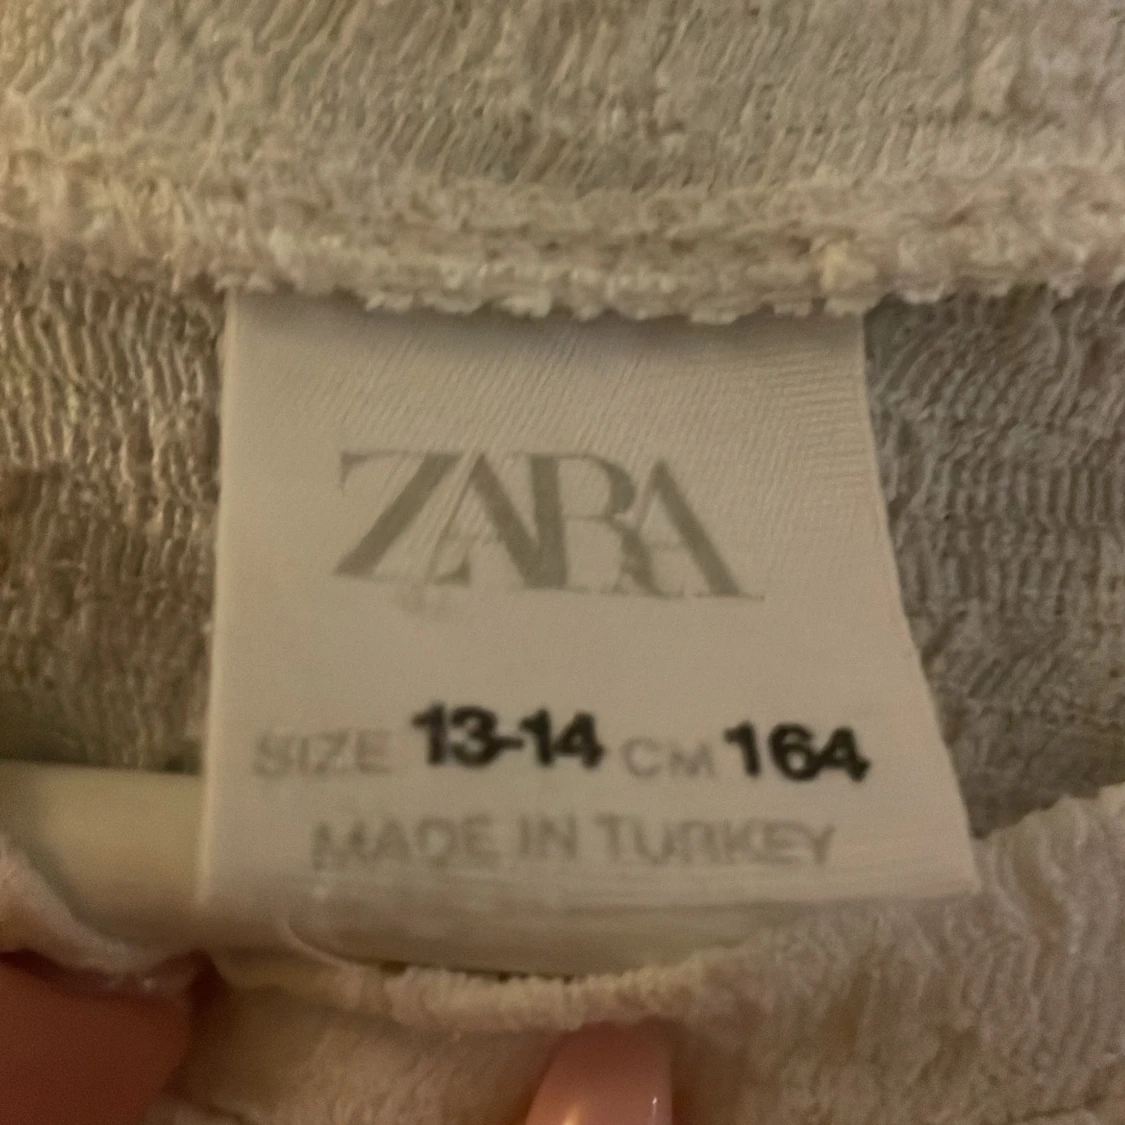 ZARA
SIZE 13-14 CM 164
MADE IN TURKEY